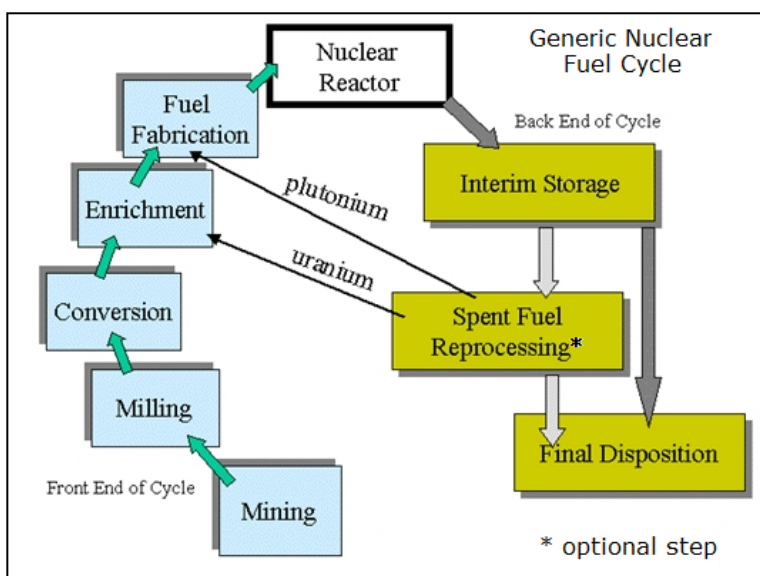 Generic Nuclear
Fuel Cycle
Nuclear
Reactor
Fuel
Fabrication
Back End of Cycle
Interim Storage
Enrichment
plutonium
uranium
Conversion
Spent Fuel
Reprocessing*
Milling
Final Disposition
Front End of Cycle
Mining
* optional step